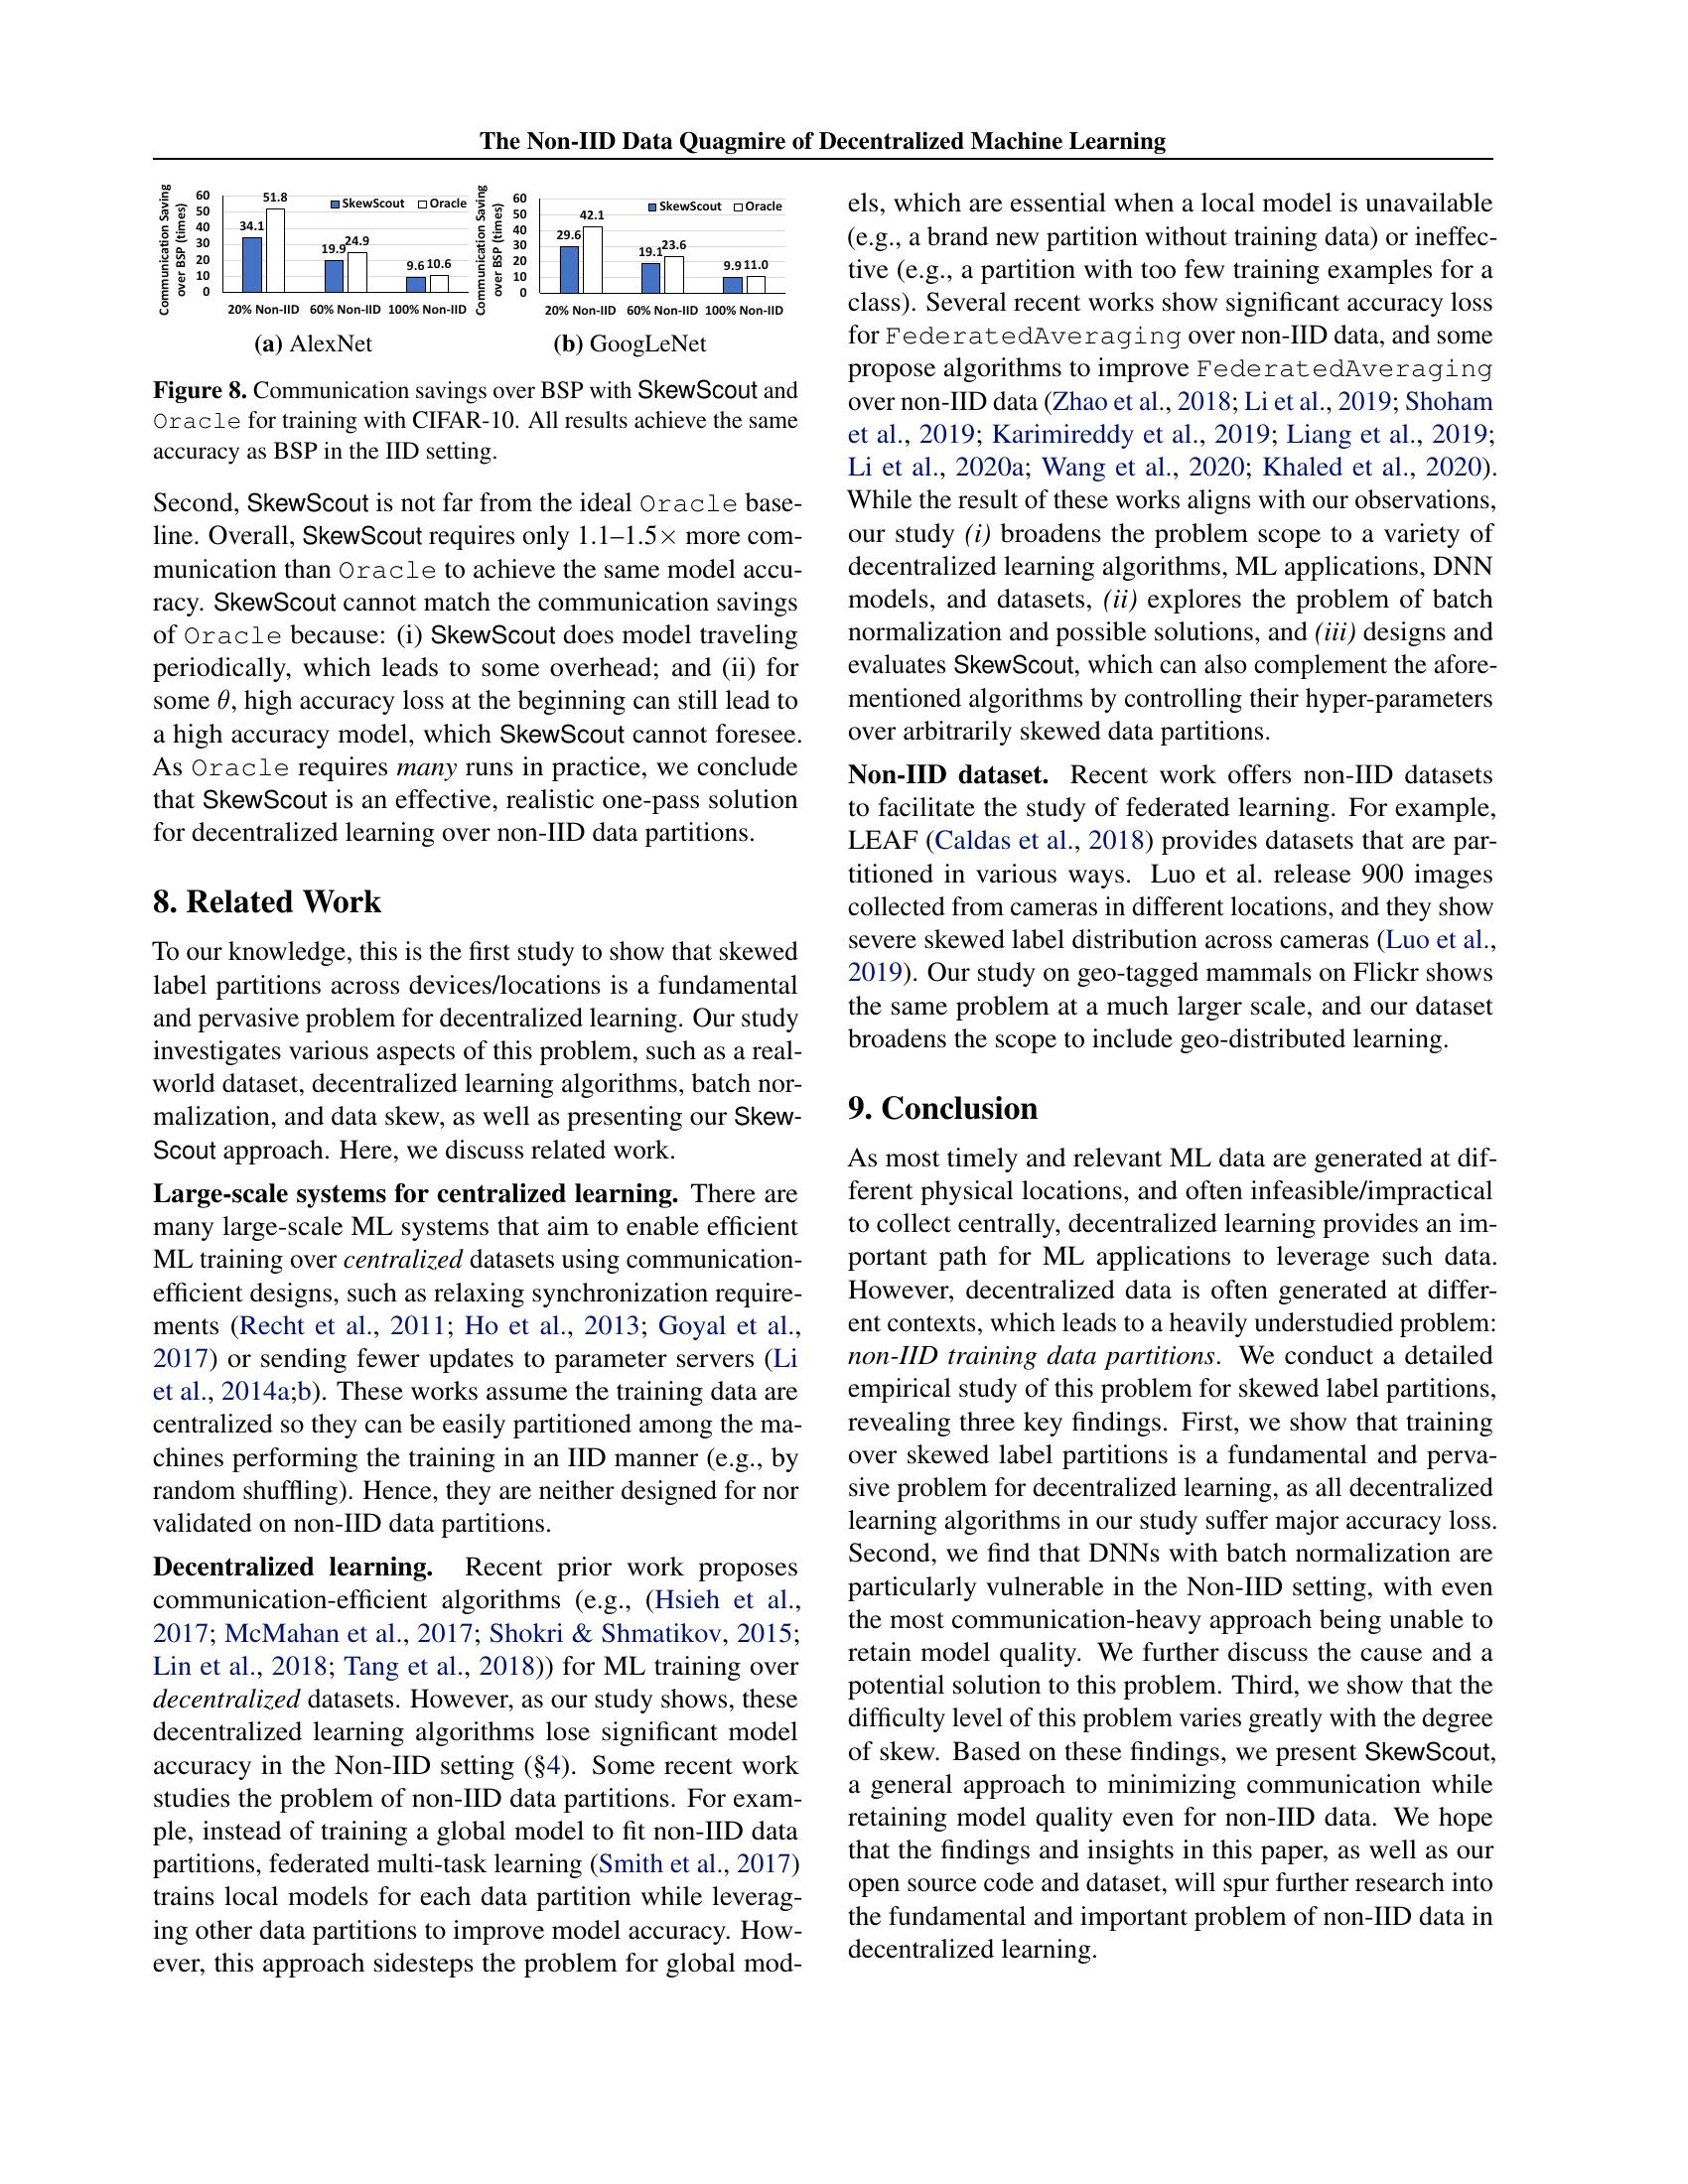 The Non-IID Data Quagmire of Decentralized Machine Learning
Communication Saving
over BSP (times)
60
50
40
30
20
10
0
51.8
34.1
19.9
24.9
9.6
10.6
SkewScout
Oracle
20% Non-IID
60% Non-IID
100% Non-IID
(a) AlexNet
Communication Saving
over BSP (times)
60
50
40
30
20
10
0
42.1
29.6
19.1
23.6
9.9
11.0
SkewScout
Oracle
20% Non-IID
60% Non-IID
100% Non-IID
(b) GoogLeNet
Figure 8. Communication savings over BSP with SkewScout and
Oracle for training with CIFAR-10. All results achieve the same
accuracy as BSP in the IID setting.
Second, SkewScout is not far from the ideal Oracle base-
line. Overall, SkewScout requires only 1.1–1.5× more com-
munication than Oracle to achieve the same model accu-
racy. SkewScout cannot match the communication savings
of Oracle because: (i) SkewScout does model traveling
periodically, which leads to some overhead; and (ii) for
some θ, high accuracy loss at the beginning can still lead to
a high accuracy model, which SkewScout cannot foresee.
As Oracle requires many runs in practice, we conclude
that SkewScout is an effective, realistic one-pass solution
for decentralized learning over non-IID data partitions.
8. Related Work
To our knowledge, this is the first study to show that skewed
label partitions across devices/locations is a fundamental
and pervasive problem for decentralized learning. Our study
investigates various aspects of this problem, such as a real-
world dataset, decentralized learning algorithms, batch nor-
malization, and data skew, as well as presenting our Skew-
Scout approach. Here, we discuss related work.
Large-scale systems for centralized learning. There are
many large-scale ML systems that aim to enable efficient
ML training over centralized datasets using communication-
efficient designs, such as relaxing synchronization require-
ments (Recht et al., 2011; Ho et al., 2013; Goyal et al.,
2017) or sending fewer updates to parameter servers (Li
et al., 2014a;b). These works assume the training data are
centralized so they can be easily partitioned among the ma-
chines performing the training in an IID manner (e.g., by
random shuffling). Hence, they are neither designed for nor
validated on non-IID data partitions.
Decentralized learning. Recent prior work proposes
communication-efficient algorithms (e.g., (Hsieh et al.,
2017; McMahan et al., 2017; Shokri & Shmatikov, 2015;
Lin et al., 2018; Tang et al., 2018)) for ML training over
decentralized datasets. However, as our study shows, these
decentralized learning algorithms lose significant model
accuracy in the Non-IID setting (§4). Some recent work
studies the problem of non-IID data partitions. For exam-
ple, instead of training a global model to fit non-IID data
partitions, federated multi-task learning (Smith et al., 2017)
trains local models for each data partition while leverag-
ing other data partitions to improve model accuracy. How-
ever, this approach sidesteps the problem for global mod-
els, which are essential when a local model is unavailable
(e.g., a brand new partition without training data) or ineffec-
tive (e.g., a partition with too few training examples for a
class). Several recent works show significant accuracy loss
for FederatedAveraging over non-IID data, and some
propose algorithms to improve FederatedAveraging
over non-IID data (Zhao et al., 2018; Li et al., 2019; Shoham
et al., 2019; Karimireddy et al., 2019; Liang et al., 2019;
Li et al., 2020a; Wang et al., 2020; Khaled et al., 2020).
While the result of these works aligns with our observations,
our study (i) broadens the problem scope to a variety of
decentralized learning algorithms, ML applications, DNN
models, and datasets, (ii) explores the problem of batch
normalization and possible solutions, and (iii) designs and
evaluates SkewScout, which can also complement the afore-
mentioned algorithms by controlling their hyper-parameters
over arbitrarily skewed data partitions.
Non-IID dataset. Recent work offers non-IID datasets
to facilitate the study of federated learning. For example,
LEAF (Caldas et al., 2018) provides datasets that are par-
titioned in various ways. Luo et al. release 900 images
collected from cameras in different locations, and they show
severe skewed label distribution across cameras (Luo et al.,
2019). Our study on geo-tagged mammals on Flickr shows
the same problem at a much larger scale, and our dataset
broadens the scope to include geo-distributed learning.
9. Conclusion
As most timely and relevant ML data are generated at dif-
ferent physical locations, and often infeasible/impractical
to collect centrally, decentralized learning provides an im-
portant path for ML applications to leverage such data.
However, decentralized data is often generated at differ-
ent contexts, which leads to a heavily understudied problem:
non-IID training data partitions. We conduct a detailed
empirical study of this problem for skewed label partitions,
revealing three key findings. First, we show that training
over skewed label partitions is a fundamental and perva-
sive problem for decentralized learning, as all decentralized
learning algorithms in our study suffer major accuracy loss.
Second, we find that DNNs with batch normalization are
particularly vulnerable in the Non-IID setting, with even
the most communication-heavy approach being unable to
retain model quality. We further discuss the cause and a
potential solution to this problem. Third, we show that the
difficulty level of this problem varies greatly with the degree
of skew. Based on these findings, we present SkewScout,
a general approach to minimizing communication while
retaining model quality even for non-IID data. We hope
that the findings and insights in this paper, as well as our
open source code and dataset, will spur further research into
the fundamental and important problem of non-IID data in
decentralized learning.